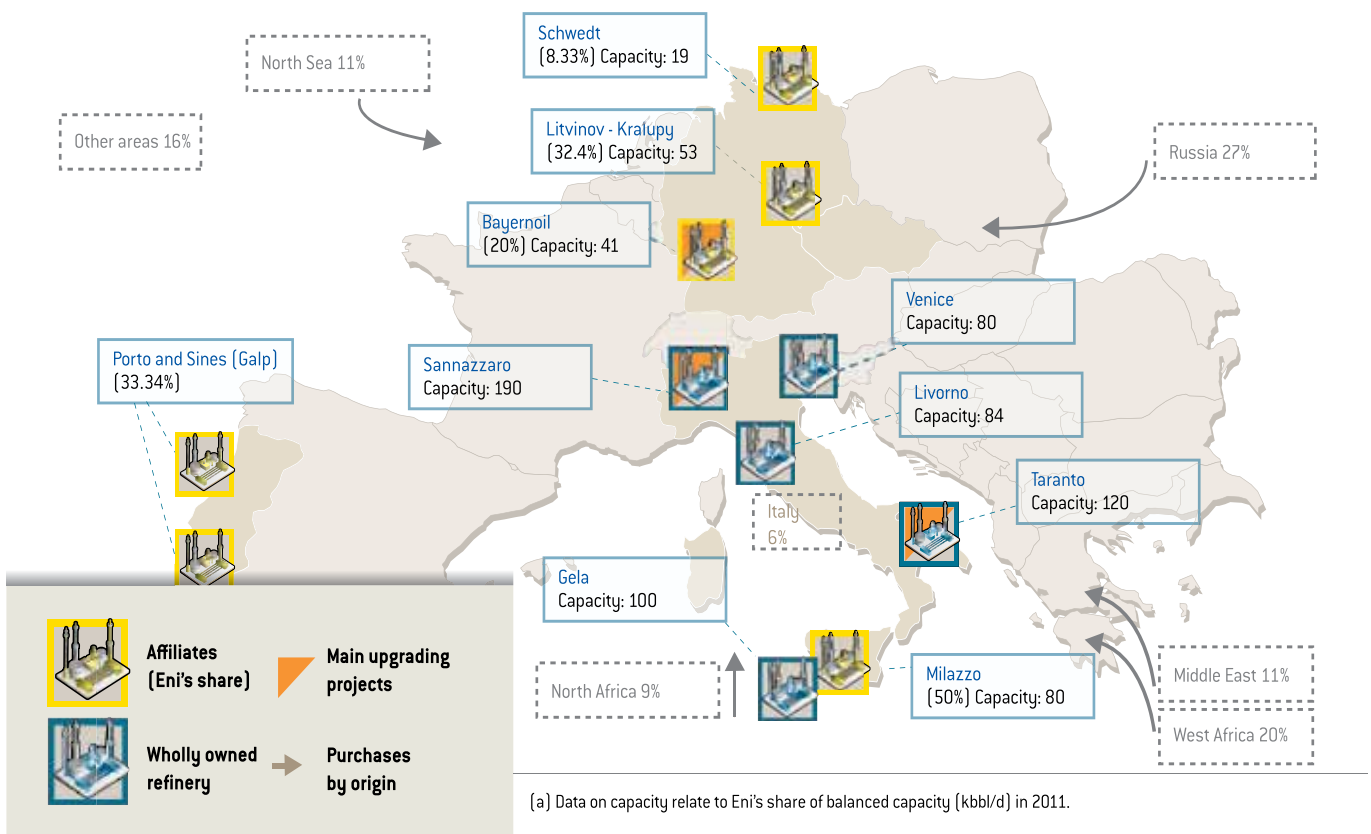 Schwedt
(8.33%) Capacity: 19
North Sea 11%
Other areas 16%
Litvinov - Kralupy
(32.4%) Capacity: 53
Russia 27%
Bayernoil
(20%) Capacity: 41
Venice
Capacity: 80
Porto and Sines (Galp)
(33.34%)
Sannazzaro
Capacity: 190
Livorno
Capacity: 84
Taranto
Capacity: 120
Italy
6%
Gela
Capacity: 100
North Africa 9%
Milazzo
(50%) Capacity: 80
Middle East 11%
West Africa 20%
Affiliates
(Eni's share)
Main upgrading
projects
Wholly owned
refinery
Purchases
by origin
(a) Data on capacity relate to Eni's share of balanced capacity (kbbl/d) in 2011.